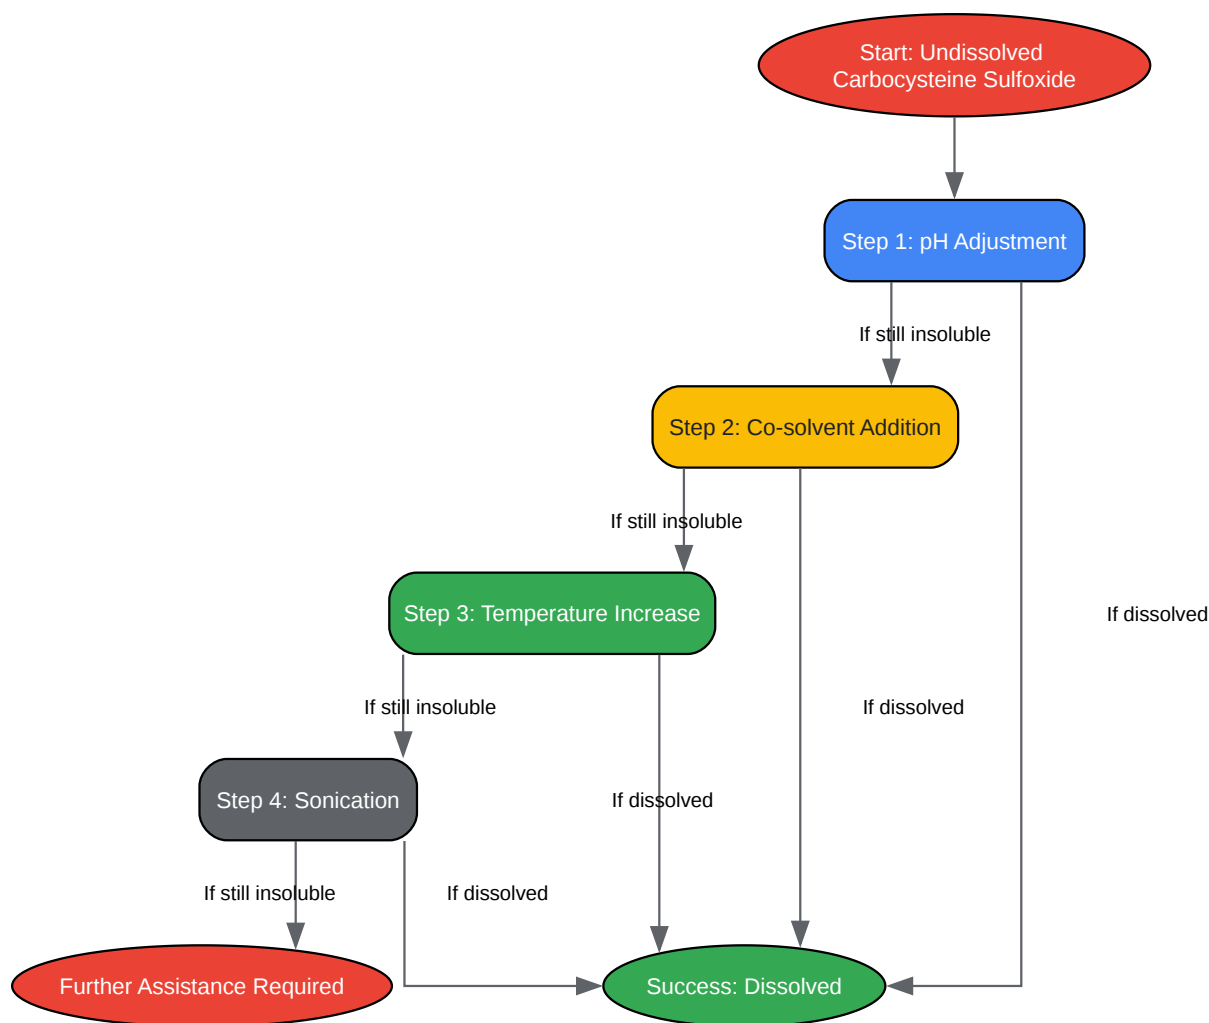 Start: Undissolved
Carbocysteine Sulfoxide
Step 1: pH Adjustment
If still insoluble
Step 2: Co-solvent Addition
If still insoluble
Step 3: Temperature Increase
If dissolved
If still insoluble
If dissolved
Step 4: Sonication
If dissolved
If still insoluble
If dissolved
Further Assistance Required
Success: Dissolved